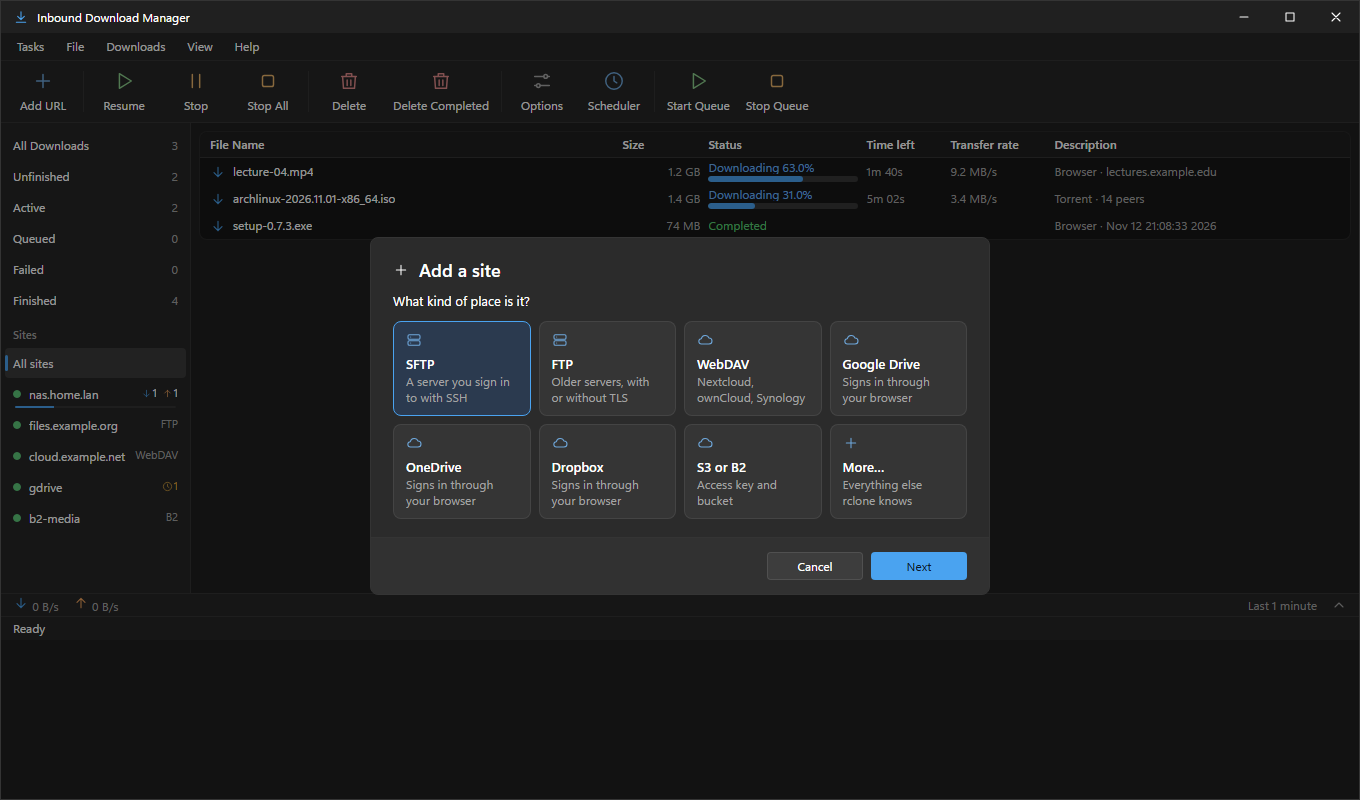 Inbound Download Manager
Tasks File Downloads View Help
Add URL Resume Stop Stop All Delete Delete Completed Options Scheduler Start Queue Stop Queue
All Downloads 3
Unfinished 2
Active 2
Queued 0
Failed 0
Finished 4
Sites
All sites
nas.home.lan 1 1
files.example.org FTP
cloud.example.net WebDAV
gdrive 1
b2-media B2
File Name Size Status Time left Transfer rate Description
lecture-04.mp4 1.2 GB Downloading 63.0% 1m 40s 9.2 MB/s Browser · lectures.example.edu
archlinux-2026.11.01-x86_64.iso 1.4 GB Downloading 31.0% 5m 02s 3.4 MB/s Torrent · 14 peers
setup-0.7.3.exe 74 MB Completed Browser · Nov 12 21:08:33 2026
Add a site
What kind of place is it?
SFTP
A server you sign in
to with SSH
FTP
Older servers, with
or without TLS
WebDAV
Nextcloud,
ownCloud, Synology
Google Drive
Signs in through
your browser
OneDrive
Signs in through
your browser
Dropbox
Signs in through
your browser
S3 or B2
Access key and
bucket
More...
Everything else
rclone knows
Cancel Next
0 B/s 0 B/s Last 1 minute
Ready